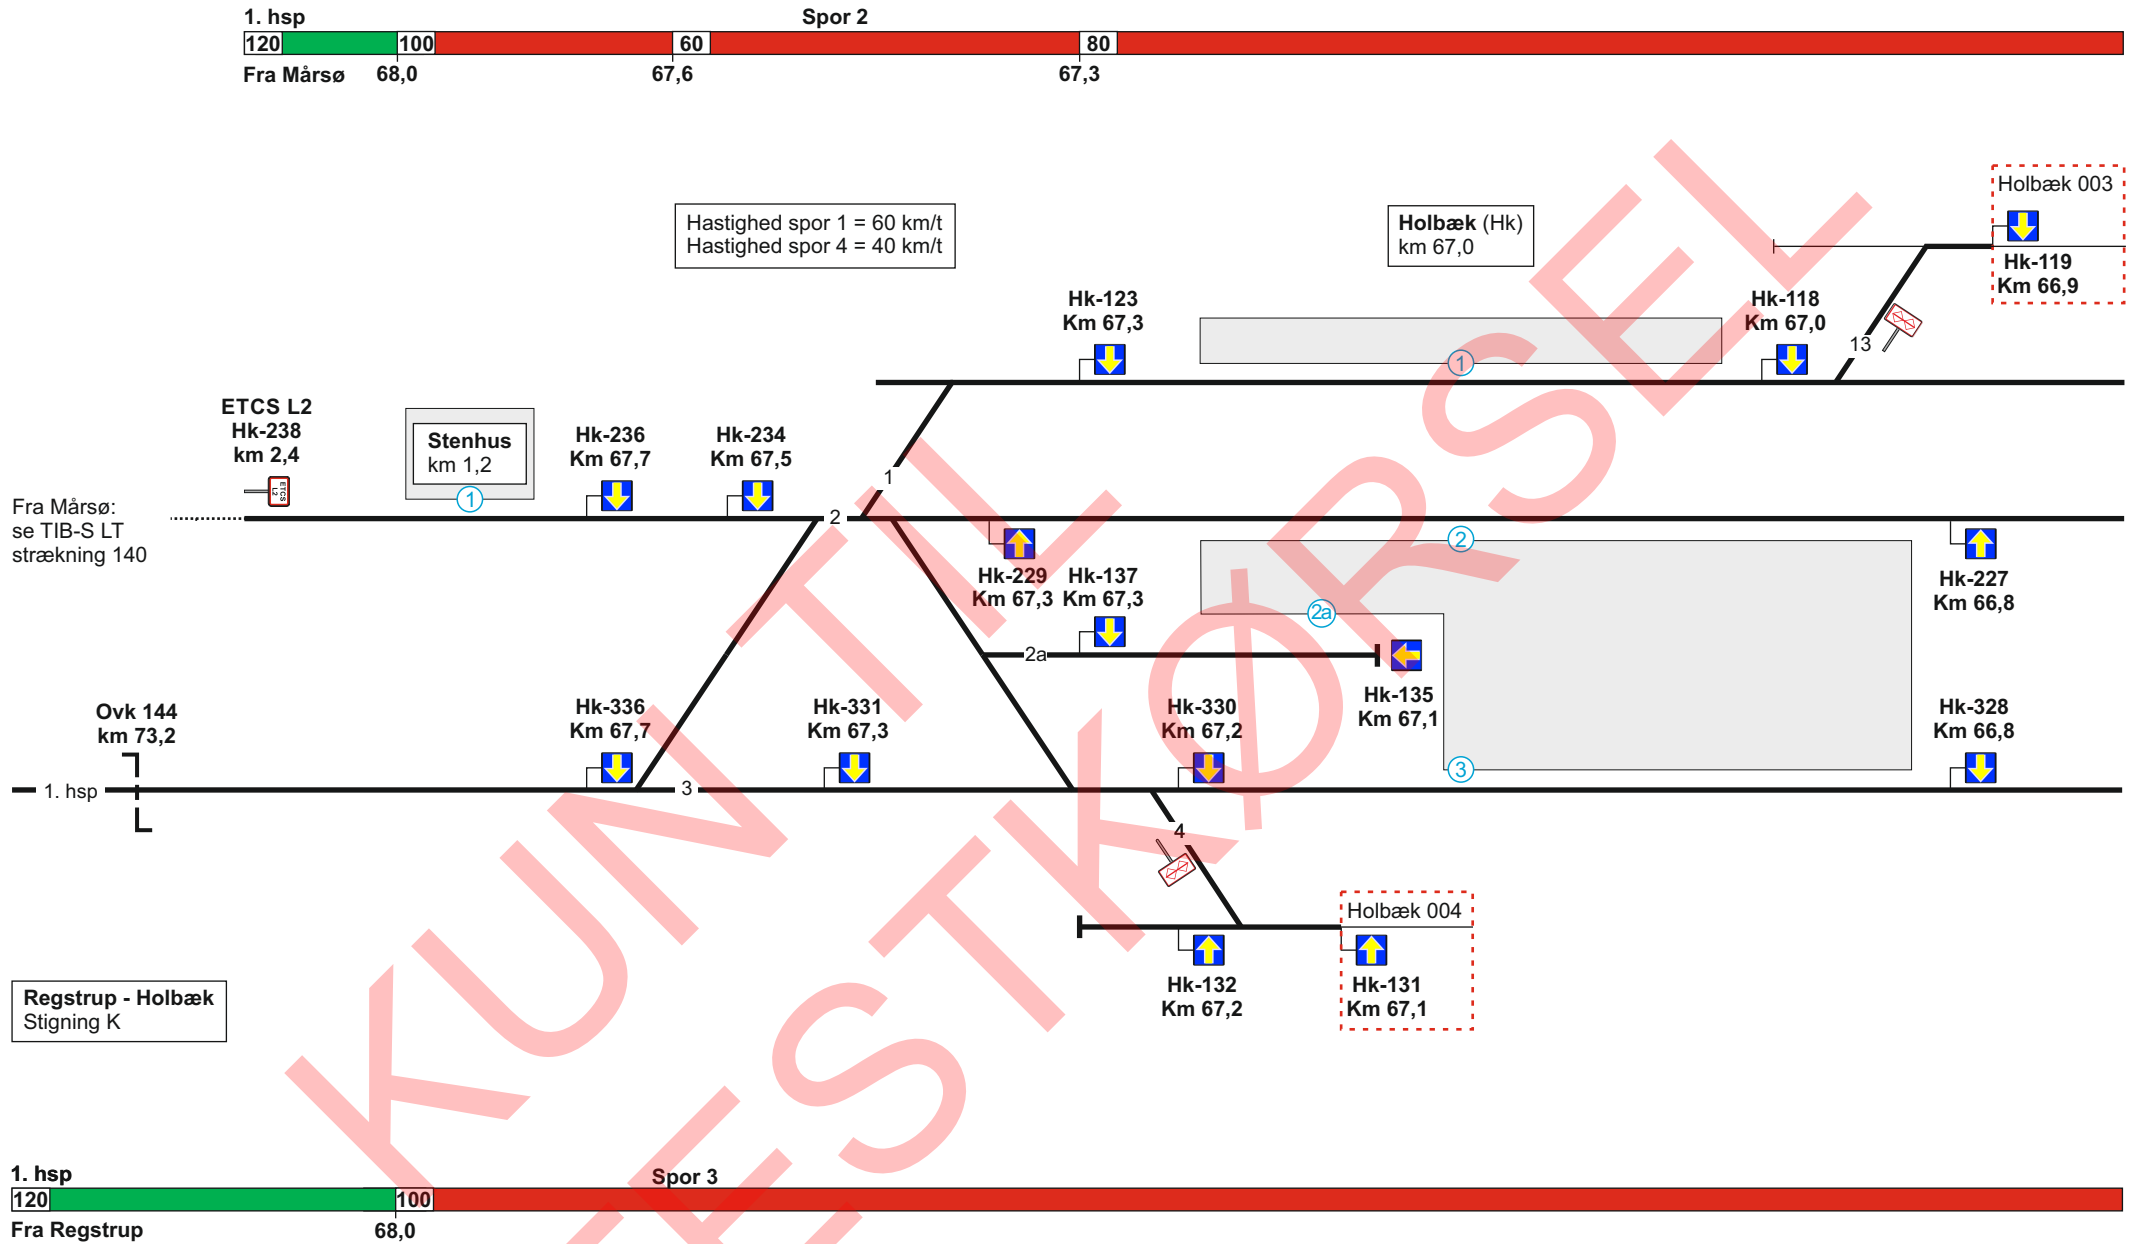 1. hsp
Spor 2
120
100
60
80
Fra Mårsø
68,0
67,6
67,3
Holbæk 003
Hastighed spor 1 = 60 km/t
Hastighed spor 4 = 40 km/t
Holbæk (Hk)
km 67,0
Hk-119
Km 66,9
Hk-123
Km 67,3
Hk-118
Km 67,0
13
1
ETCS L2
Hk-238
km 2,4
ETCS
L2
Stenhus
km 1,2
1
Hk-236
Km 67,7
Hk-234
Km 67,5
1
Fra Mårsø:
se TIB-S LT
strækning 140
2
2
Hk-229
Km 67,3
Hk-137
Km 67,3
2a
Hk-227
Km 66,8
2a
Hk-135
Km 67,1
Ovk 144
km 73,2
Hk-336
Km 67,7
Hk-331
Km 67,3
Hk-330
Km 67,2
Hk-328
Km 66,8
3
1. hsp
3
4
Holbæk 004
Hk-132
Km 67,2
Hk-131
Km 67,1
Regstrup - Holbæk
Stigning K
1. hsp
Spor 3
120
100
Fra Regstrup
68,0
KUN TIL
TESTKØRSEL